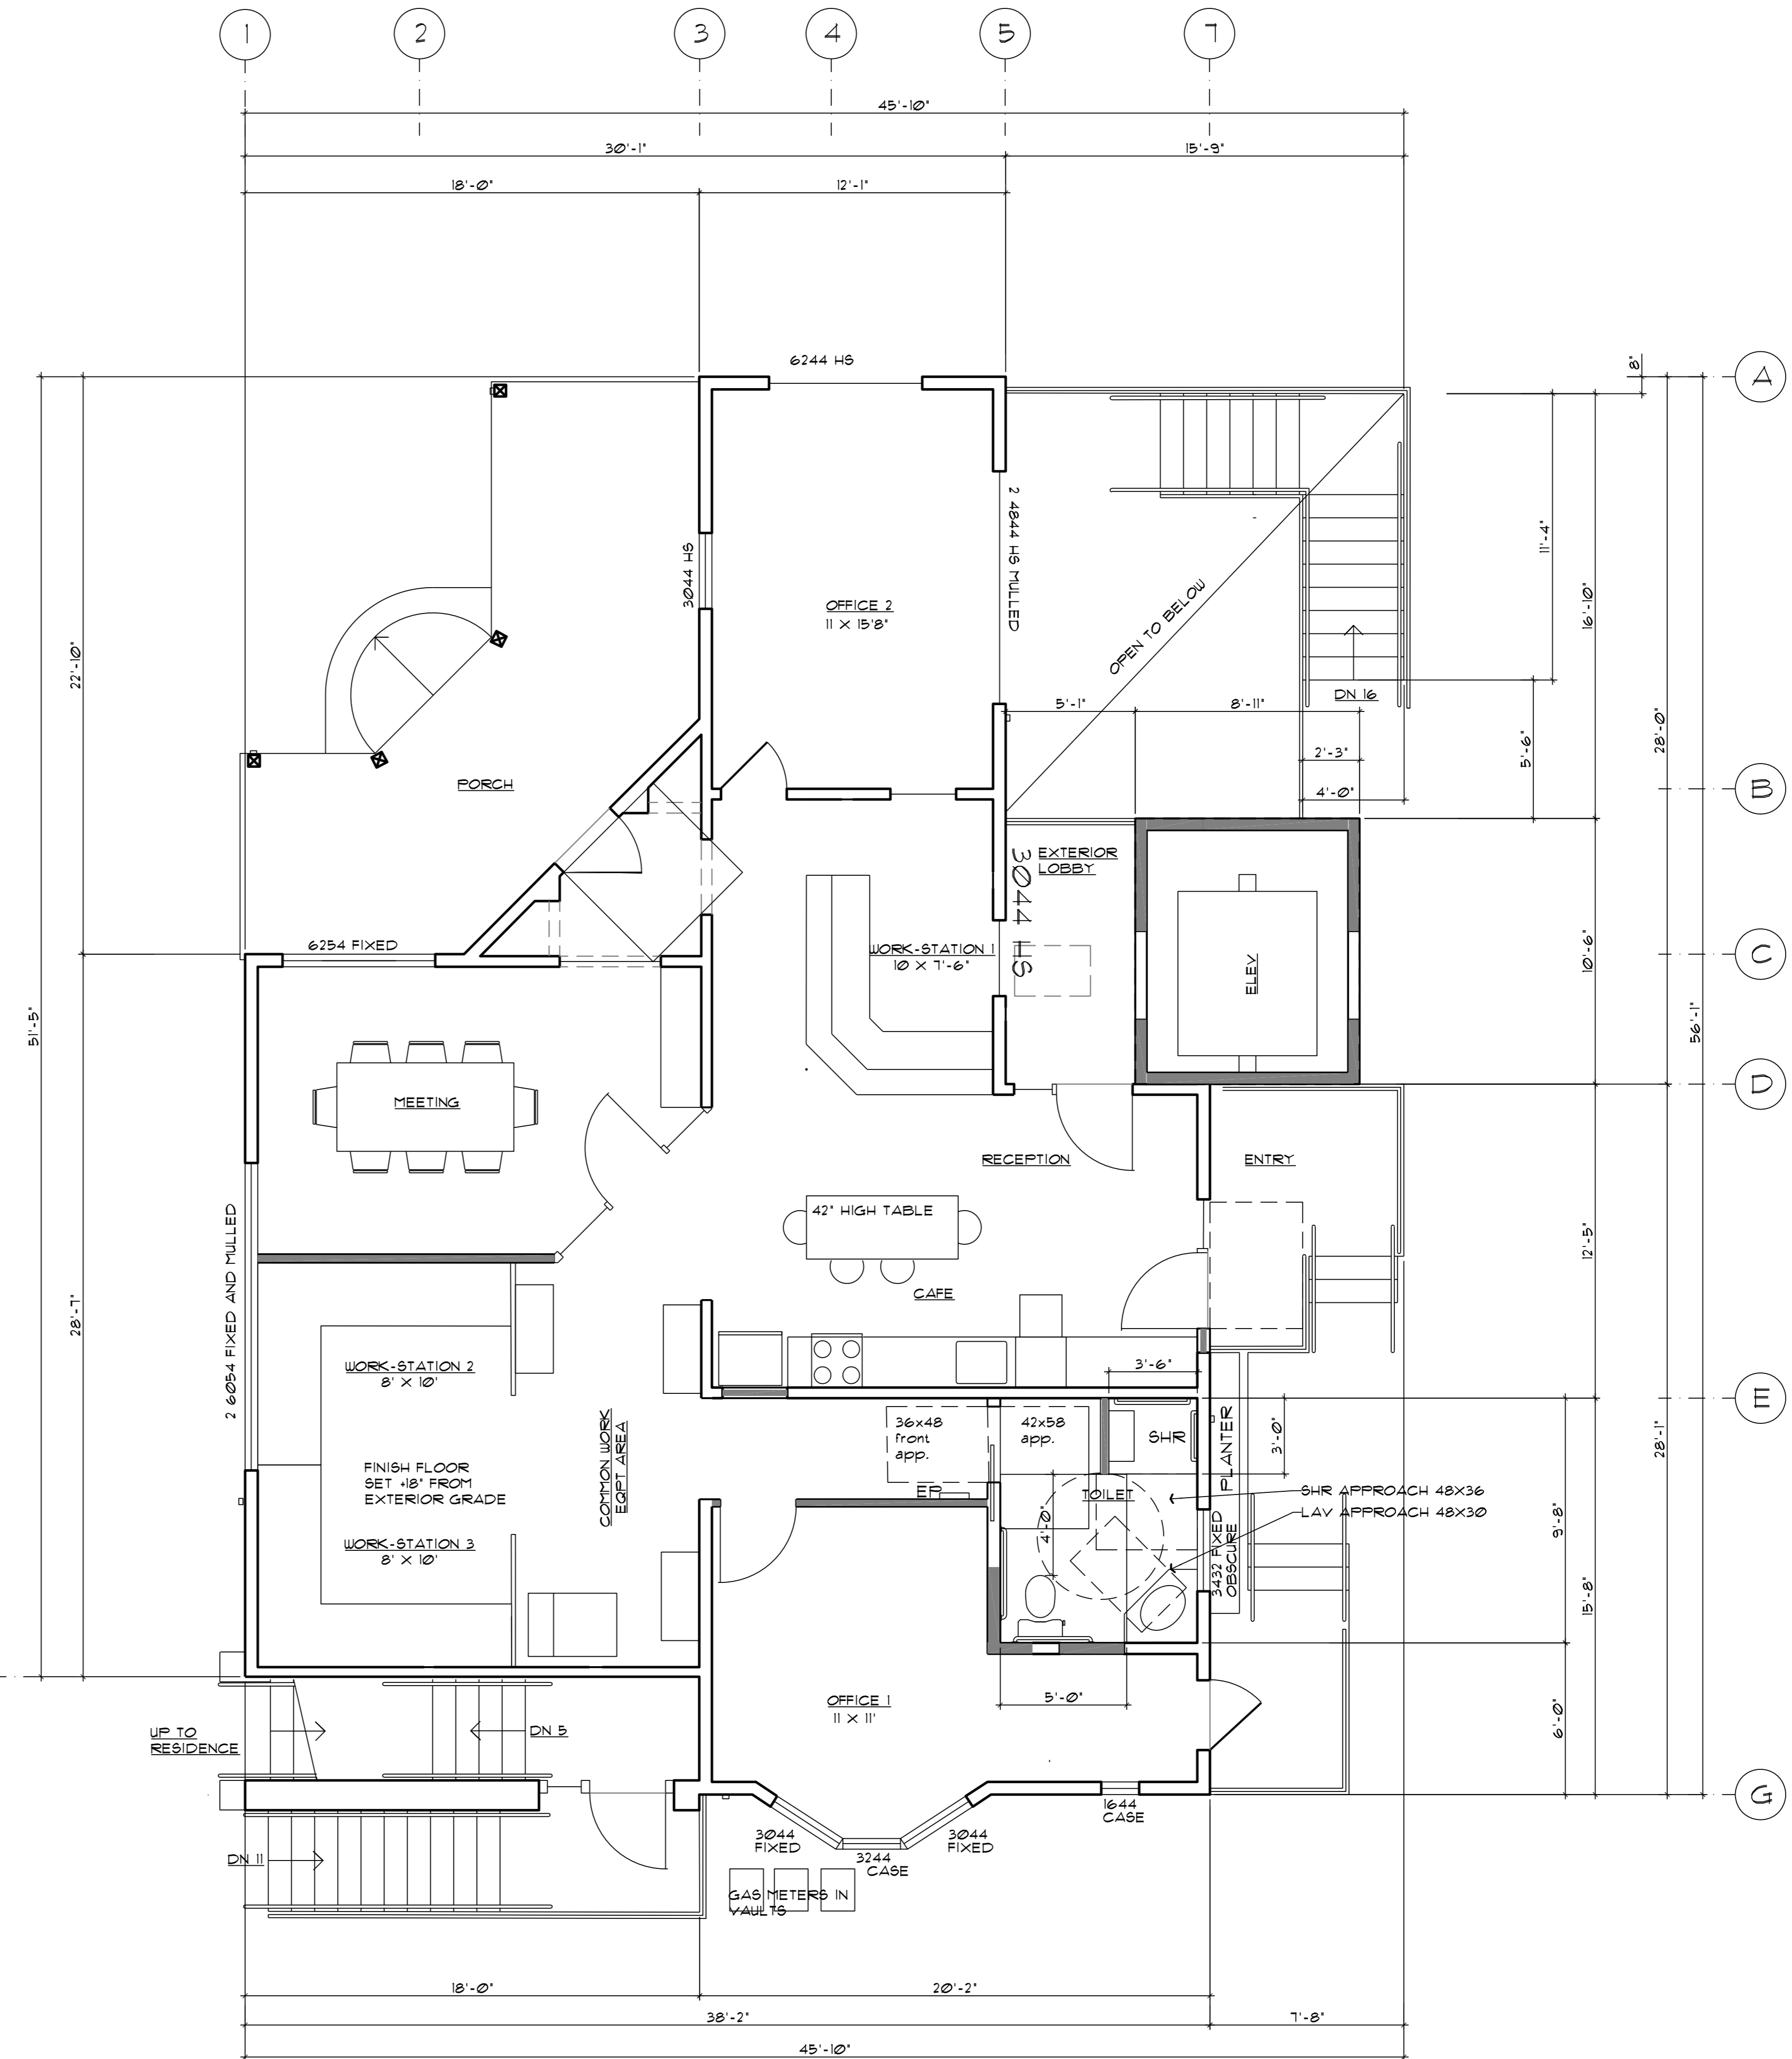 1
2
3
4
5
7
45'-10"
30'-1"
15'-9"
18'-0"
12'-1"
6244 HS
8"
A
3044 HS
2 4844 HS MULLED
OFFICE 2
11 X 15'8"
OPEN TO BELOW
11'-4"
16'-10"
22'-10"
DN 16
5'-1"
8'-11"
28'-0"
5'-6"
2'-3"
4'-0"
PORCH
B
EXTERIOR
LOBBY
3044 HS
6254 FIXED
WORK-STATION 1
10 X 7'-6"
ELEV
10'-6"
C
51'-5"
56'-1"
MEETING
D
RECEPTION
ENTRY
42" HIGH TABLE
CAFE
12'-5"
2 6054 FIXED AND MULLED
28'-7"
WORK-STATION 2
8' X 10'
3'-6"
E
COMMON WORK
EQPT AREA
36x48
front
app.
42x58
app.
SHR
PLANTER
3'-0"
28'-1"
FINISH FLOOR
SET +18" FROM
EXTERIOR GRADE
EP
TOILET
SHR APPROACH 48X36
LAV APPROACH 48X30
4'-0"
3432 FIXED
OBSCURE
9'-8"
WORK-STATION 3
8' X 10'
15'-8"
OFFICE 1
11 X 11'
5'-0"
6'-0"
UP TO
RESIDENCE
DN 5
G
1644
CASE
3044
FIXED
3244
CASE
3044
FIXED
DN 11
GAS METERS IN
VAULTS
18'-0"
20'-2"
38'-2"
7'-8"
45'-10"